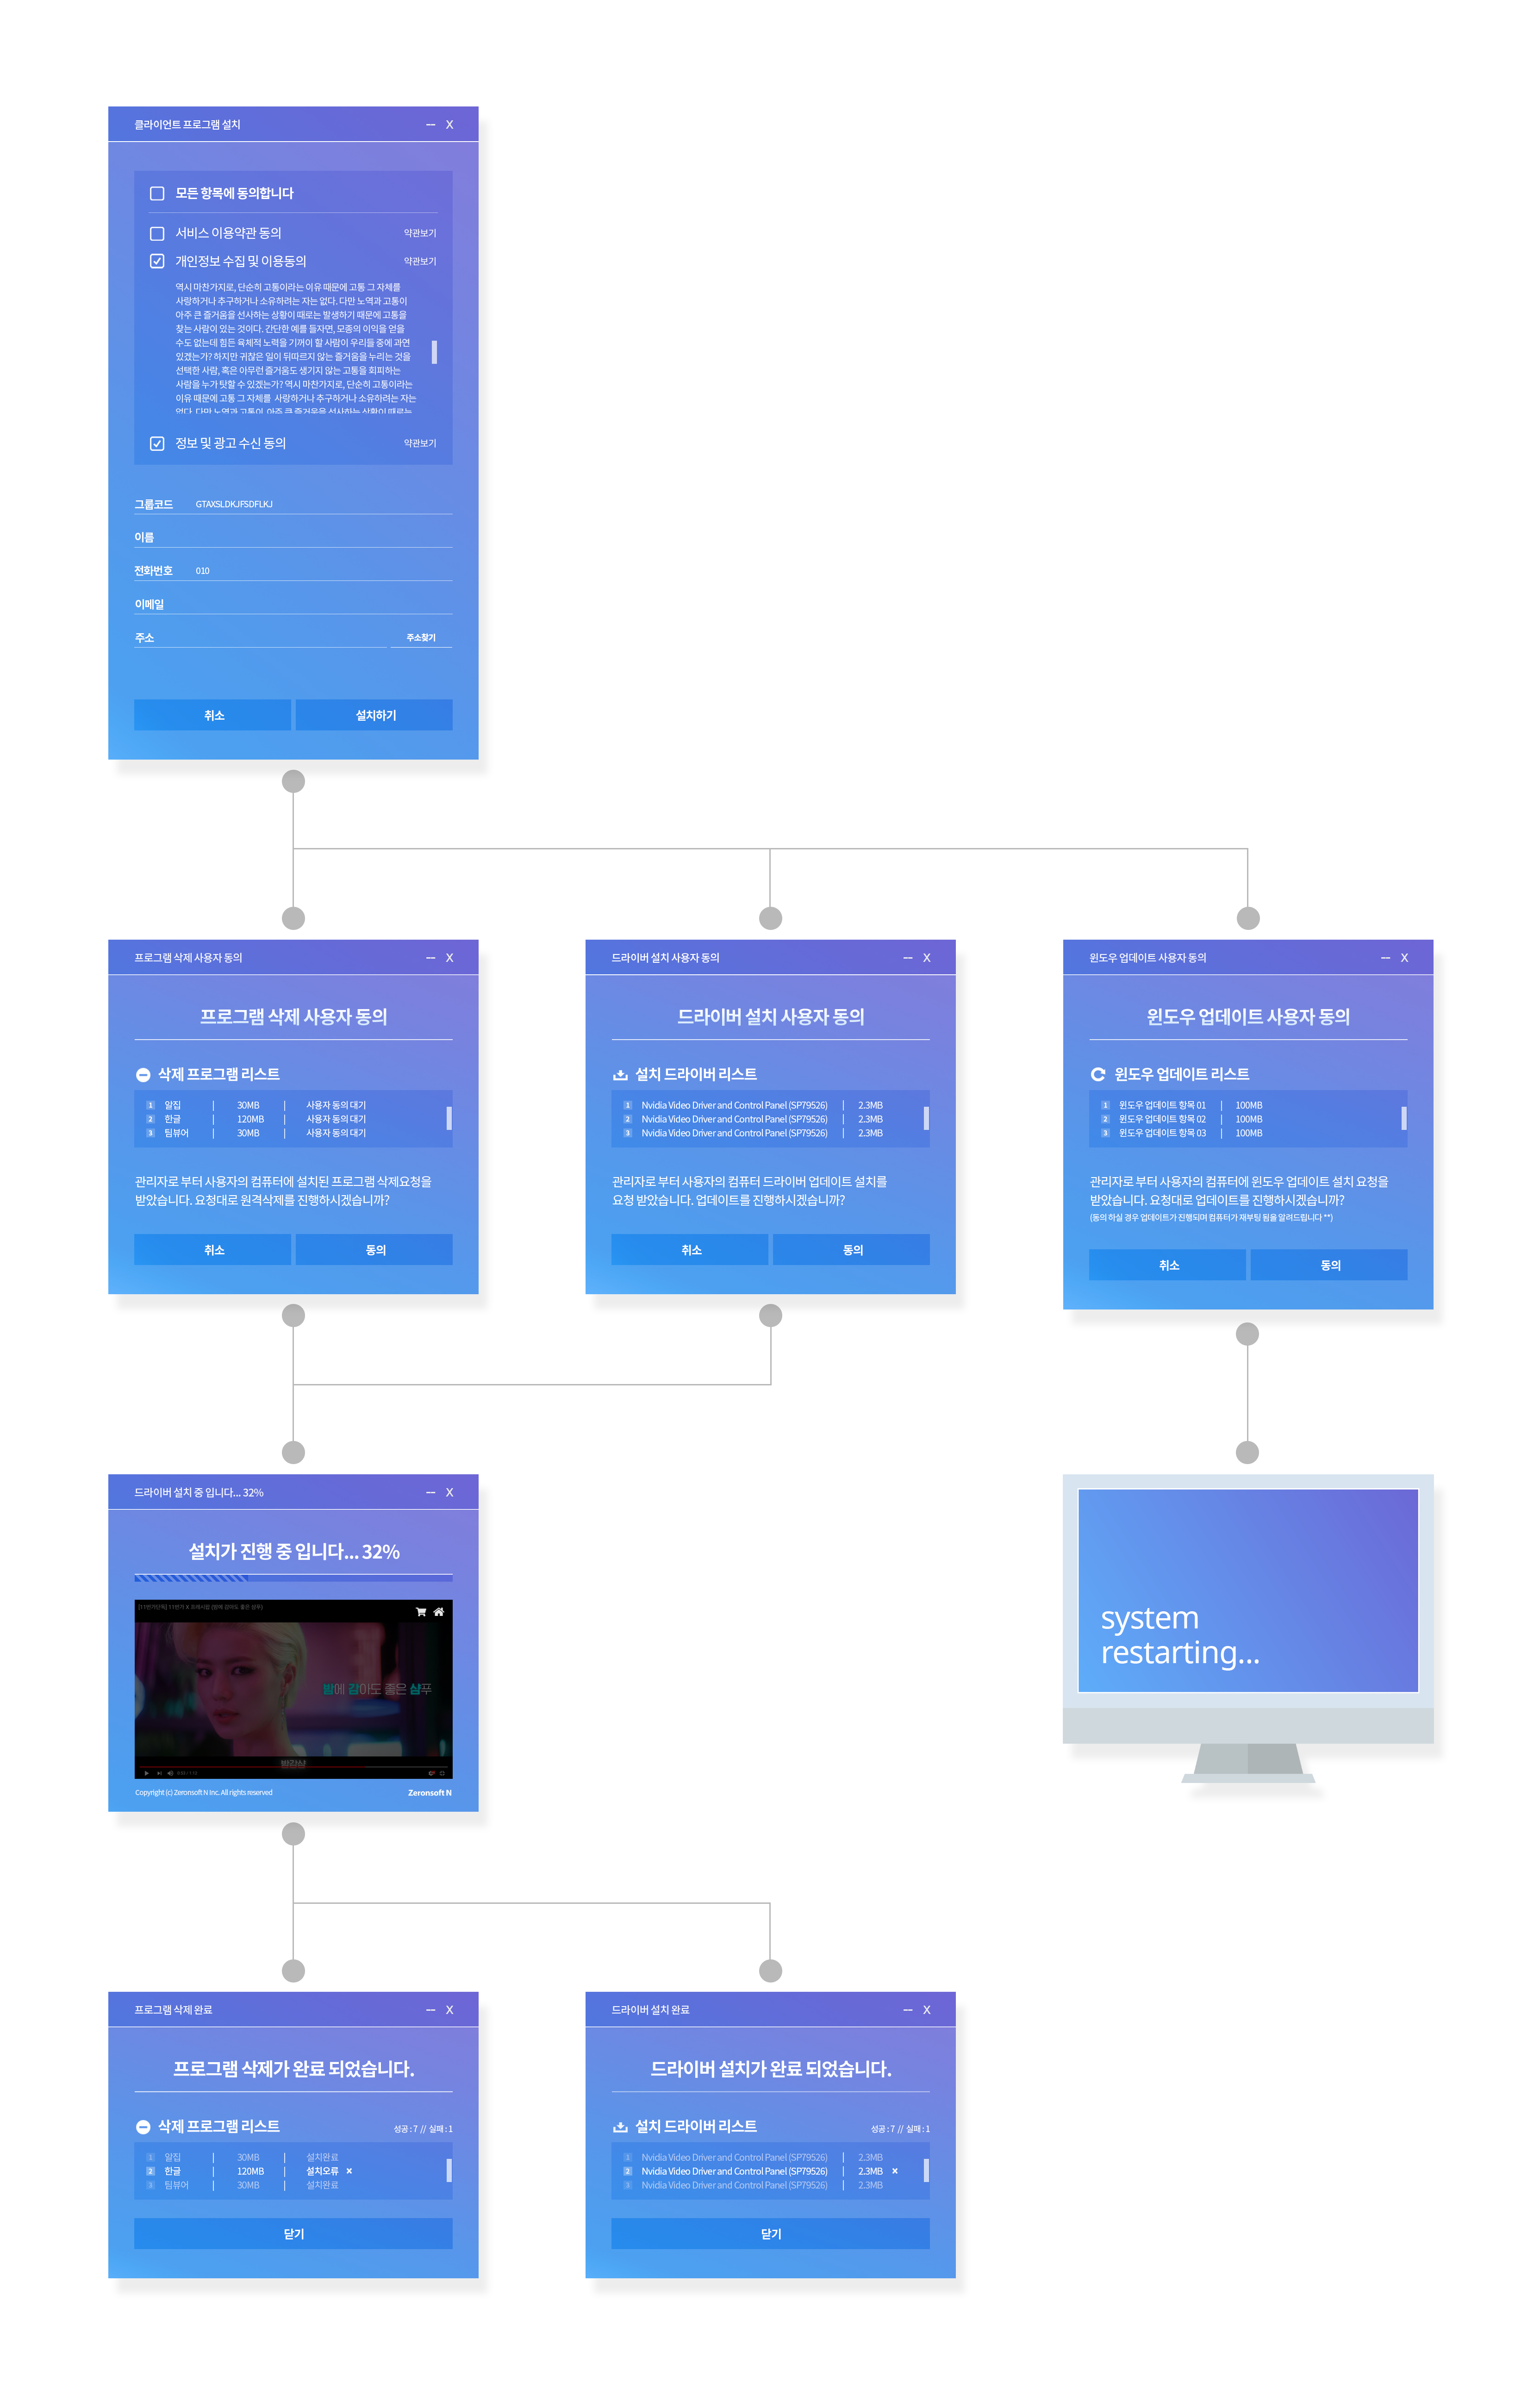 클라이언트 프로그램 설치
모든 항목에 동의합니다
서비스 이용약관 동의 약관보기
개인정보 수집 및 이용동의 약관보기
역시 마찬가지로, 단순히 고통이라는 이유 때문에 고통 그 자체를
사랑하거나 추구하거나 소유하려는 자는 없다. 다만 노역과 고통이
아주 큰 즐거움을 선사하는 상황이 때로는 발생하기 때문에 고통을
찾는 사람이 있는 것이다. 간단한 예를 들자면, 모종의 이익을 얻을
수도 없는데 힘든 육체적 노력을 기꺼이 할 사람이 우리들 중에 과연
있겠는가? 하지만 귀찮은 일이 뒤따르지 않는 즐거움을 누리는 것을
선택한 사람, 혹은 아무런 즐거움도 생기지 않는 고통을 회피하는
사람을 누가 탓할 수 있겠는가? 역시 마찬가지로, 단순히 고통이라는
이유 때문에 고통 그 자체를 사랑하거나 추구하거나 소유하려는 자는
없다. 다만 노역과 고통이 아주 큰 즐거움을 선사하는 상황이 때로는
정보 및 광고 수신 동의 약관보기
그룹코드 GTAXSLDKJFSDFLKJ
이름
전화번호 010
이메일
주소 주소찾기
취소 설치하기
프로그램 삭제 사용자 동의
프로그램 삭제 사용자 동의
삭제 프로그램 리스트
1 알집 | 30MB | 사용자 동의 대기
2 한글 | 120MB | 사용자 동의 대기
3 팀뷰어 | 30MB | 사용자 동의 대기
관리자로 부터 사용자의 컴퓨터에 설치된 프로그램 삭제요청을
받았습니다. 요청대로 원격삭제를 진행하시겠습니까?
취소 동의
드라이버 설치 사용자 동의
드라이버 설치 사용자 동의
설치 드라이버 리스트
1 Nvidia Video Driver and Control Panel (SP79526) | 2.3MB
2 Nvidia Video Driver and Control Panel (SP79526) | 2.3MB
3 Nvidia Video Driver and Control Panel (SP79526) | 2.3MB
관리자로 부터 사용자의 컴퓨터 드라이버 업데이트 설치를
요청 받았습니다. 업데이트를 진행하시겠습니까?
취소 동의
윈도우 업데이트 사용자 동의
윈도우 업데이트 사용자 동의
윈도우 업데이트 리스트
1 윈도우 업데이트 항목 01 | 100MB
2 윈도우 업데이트 항목 02 | 100MB
3 윈도우 업데이트 항목 03 | 100MB
관리자로 부터 사용자의 컴퓨터에 윈도우 업데이트 설치 요청을
받았습니다. 요청대로 업데이트를 진행하시겠습니까?
(동의 하실 경우 업데이트가 진행되며 컴퓨터가 재부팅 됨을 알려드립니다 **)
취소 동의
드라이버 설치 중 입니다... 32%
설치가 진행 중 입니다... 32%
밤에 감아도 좋은 샴푸
Copyright (c) Zeronsoft N Inc. All rights reserved
Zeronsoft N
system
restarting...
프로그램 삭제 완료
프로그램 삭제가 완료 되었습니다.
삭제 프로그램 리스트 성공 : 7 // 실패 : 1
1 알집 | 30MB | 설치완료
2 한글 | 120MB | 설치오류
3 팀뷰어 | 30MB | 설치완료
닫기
드라이버 설치 완료
드라이버 설치가 완료 되었습니다.
설치 드라이버 리스트 성공 : 7 // 실패 : 1
1 Nvidia Video Driver and Control Panel (SP79526) | 2.3MB
2 Nvidia Video Driver and Control Panel (SP79526) | 2.3MB
3 Nvidia Video Driver and Control Panel (SP79526) | 2.3MB
닫기